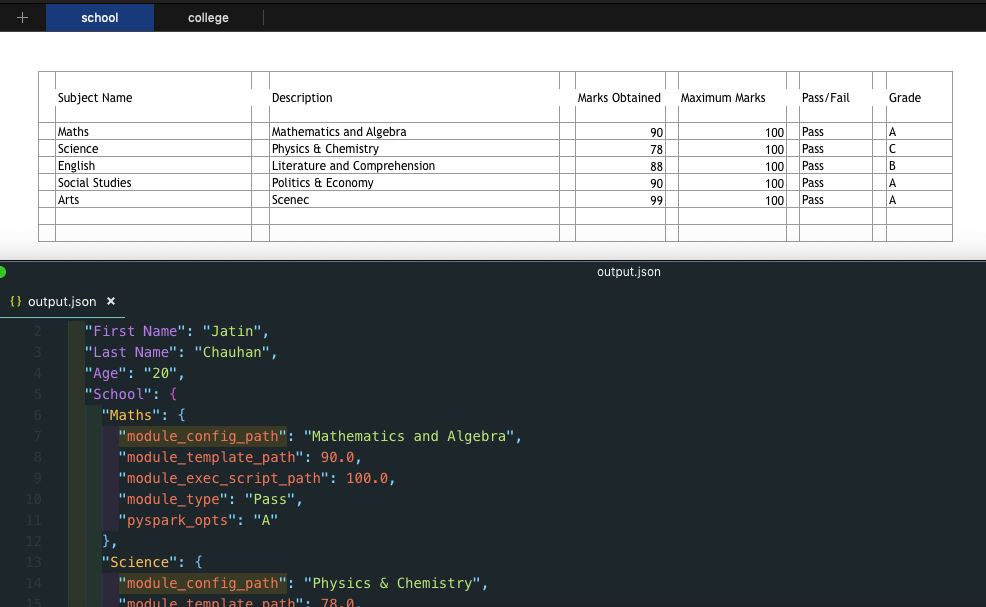 + school college
Subject Name Description Marks Obtained Maximum Marks Pass/Fail Grade
Maths Mathematics and Algebra 90 100 Pass A
Science Physics & Chemistry 78 100 Pass C
English Literature and Comprehension 88 100 Pass B
Social Studies Politics & Economy 90 100 Pass A
Arts Scenec 99 100 Pass A
output.json
{} output.json ×
2 "First Name": "Jatin",
3 "Last Name": "Chauhan",
4 "Age": "20",
5 "School": {
6 "Maths": {
7 "module_config_path": "Mathematics and Algebra",
8 "module_template_path": 90.0,
9 "module_exec_script_path": 100.0,
10 "module_type": "Pass",
11 "pyspark_opts": "A"
12 },
13 "Science": {
14 "module_config_path": "Physics & Chemistry",
15 "module_template_path": 78.0,